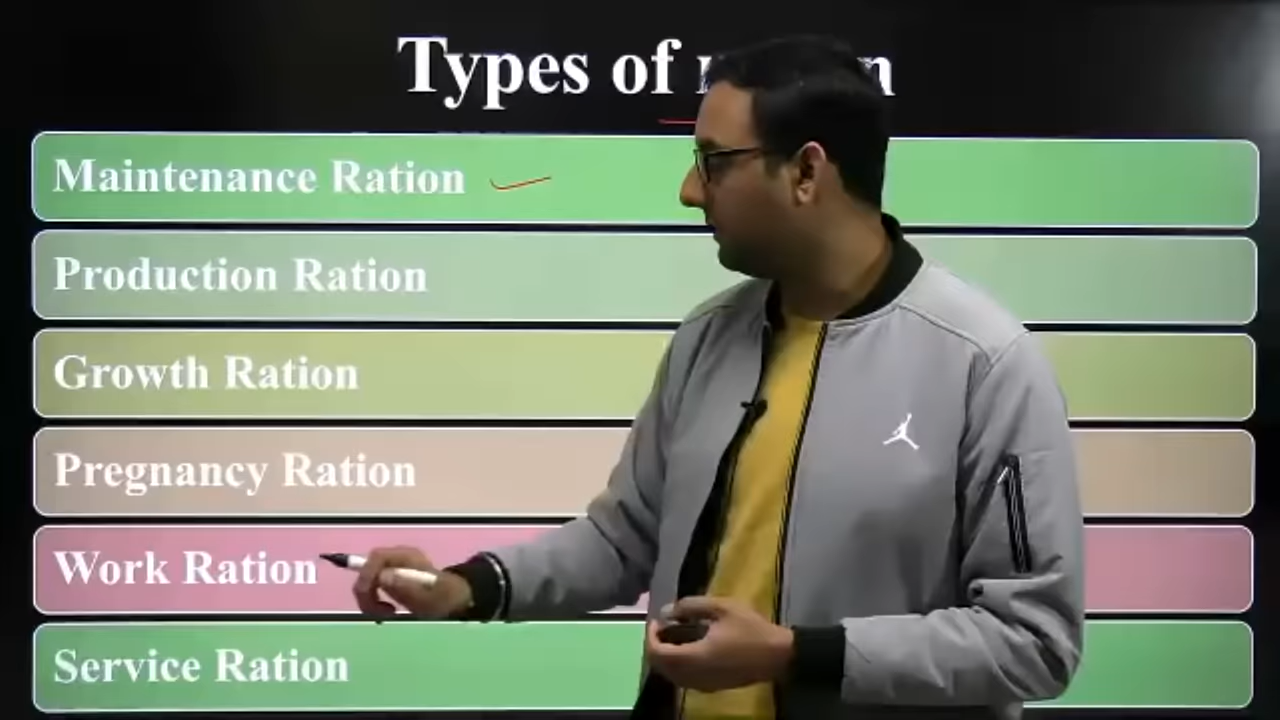 Types of
Maintenance Ration
Production Ration
Growth Ration
Pregnancy Ration
Work Ration
Service Ration